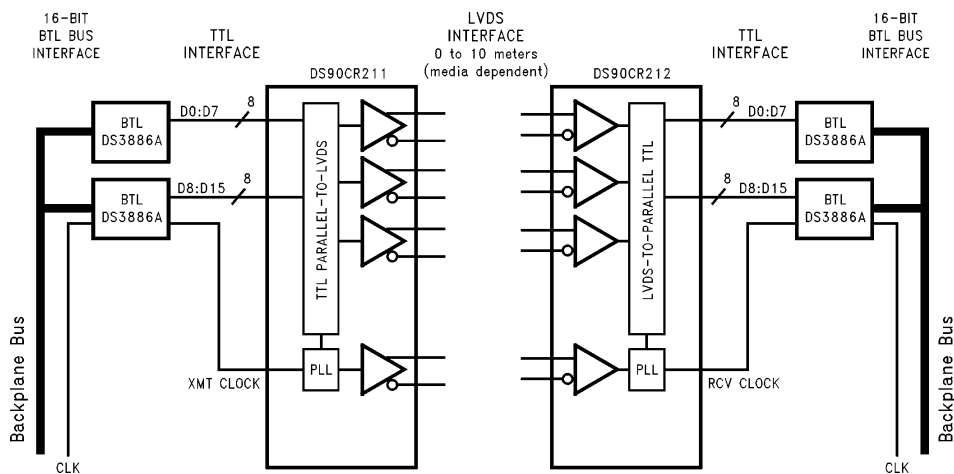 16-BIT
BTL BUS
INTERFACE
TTL
INTERFACE
LVDS
INTERFACE
0 to 10 meters
(media dependent)
TTL
INTERFACE
16-BIT
BTL BUS
INTERFACE
DS90CR211
DS90CR212
BTL
DS3886A
D0:D7
8
BTL
DS3886A
D8:D15
8
TTL PARALLEL-TO-LVDS
PLL
XMT CLOCK
LVDS-TO-PARALLEL TTL
PLL
RCV CLOCK
8
D0:D7
BTL
DS3886A
8
D8:D15
BTL
DS3886A
Backplane Bus
CLK
CLK
Backplane Bus